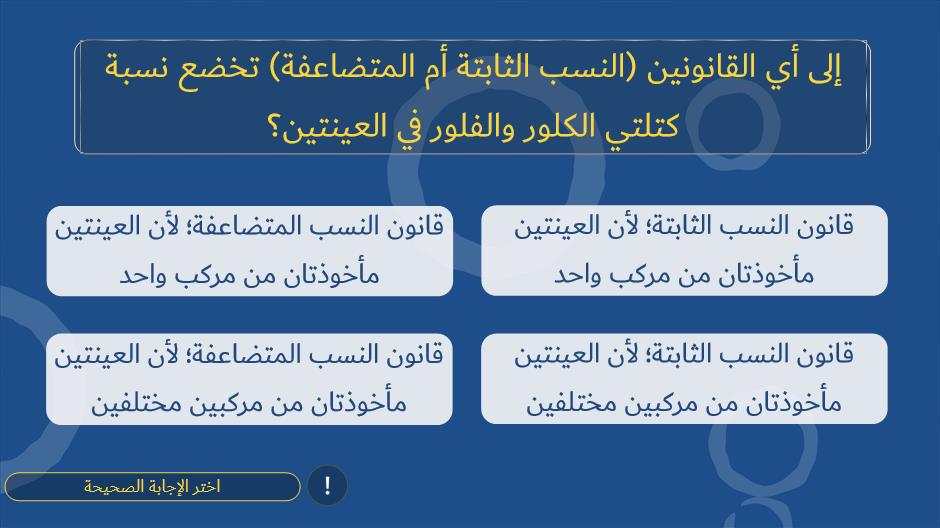 إلى أي القانونين (النسب الثابتة أم المتضاعفة) تخضع نسبة
كتلتي الكلور والفلور في العينتين؟
قانون النسب الثابتة؛ لأن العينتين
مأخوذتان من مركب واحد
قانون النسب المتضاعفة؛ لأن العينتين
مأخوذتان من مركب واحد
قانون النسب الثابتة؛ لأن العينتين
مأخوذتان من مركبين مختلفين
قانون النسب المتضاعفة؛ لأن العينتين
مأخوذتان من مركبين مختلفين
!
اختر الإجابة الصحيحة